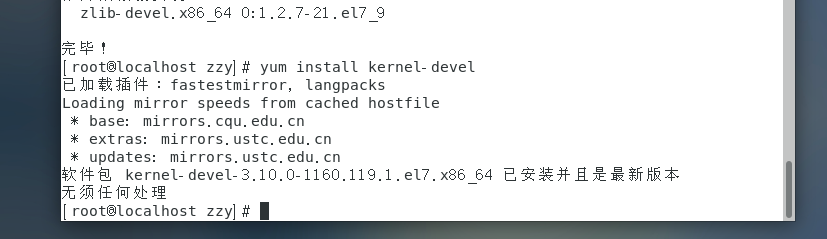 zlib-devel.x86_64 0:1.2.7-21.el7_9
完毕！
[root@localhost zzy]# yum install kernel-devel
已加载插件：fastestmirror, langpacks
Loading mirror speeds from cached hostfile
* base: mirrors.cqu.edu.cn
* extras: mirrors.ustc.edu.cn
* updates: mirrors.ustc.edu.cn
软件包 kernel-devel-3.10.0-1160.119.1.el7.x86_64 已安装并且是最新版本
无须任何处理
[root@localhost zzy]#